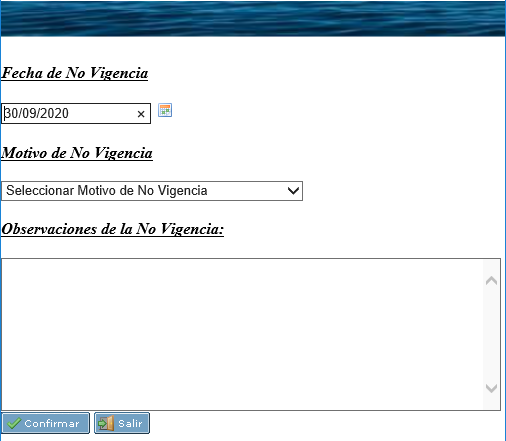 Fecha de No Vigencia
30/09/2020
Motivo de No Vigencia
Seleccionar Motivo de No Vigencia
Observaciones de la No Vigencia:
Confirmar Salir